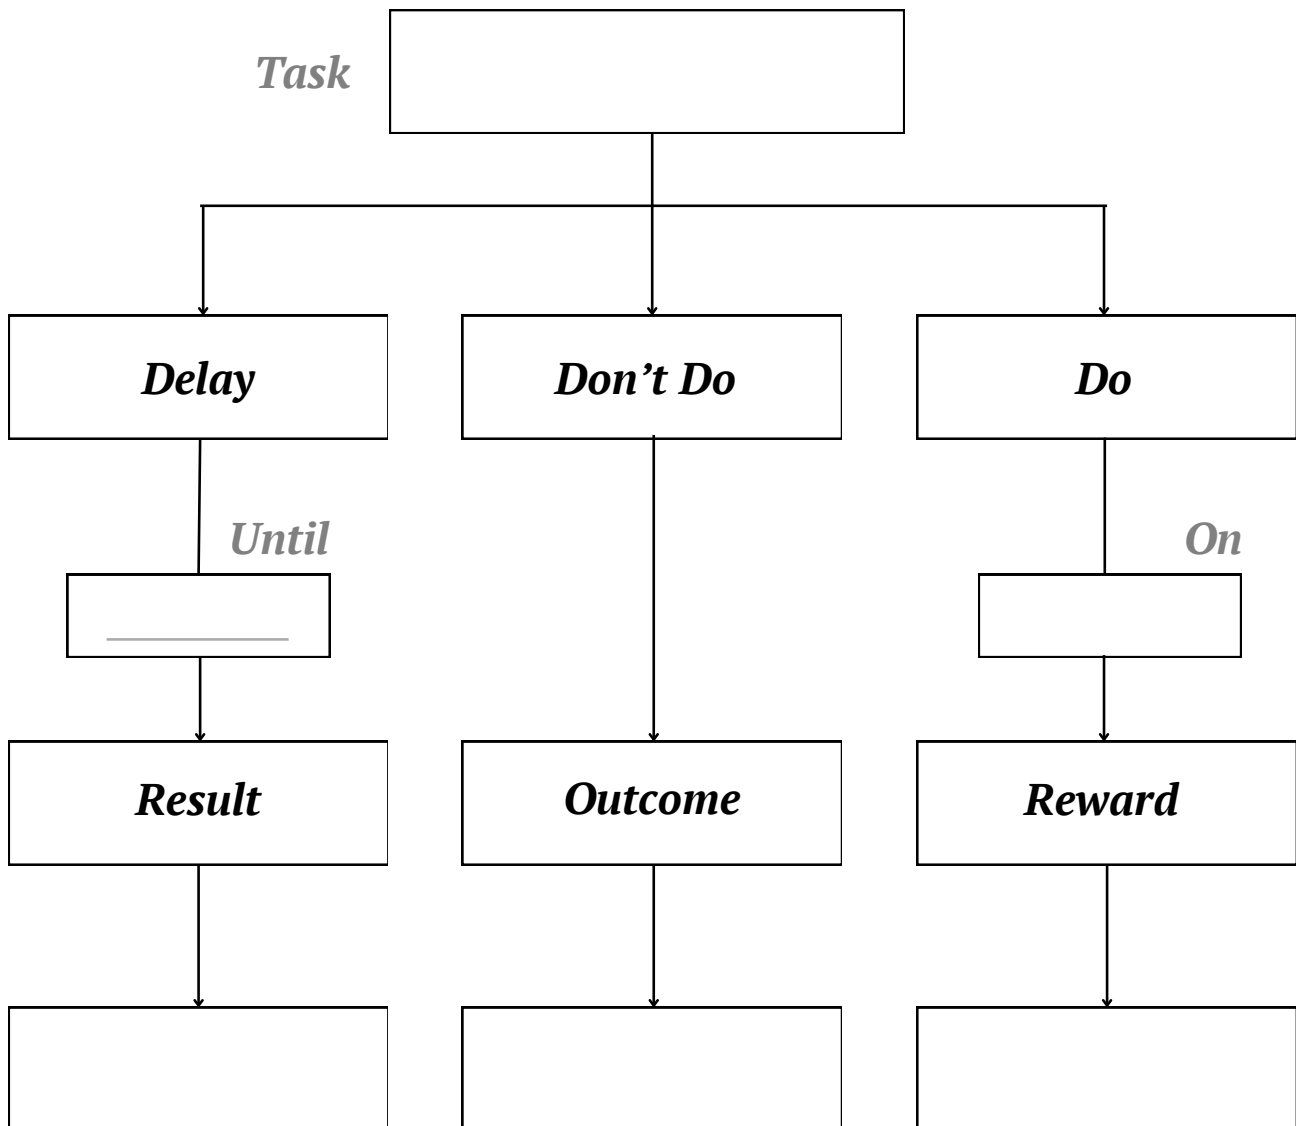 Task
Delay
Don’t Do
Do
Until
On
Result
Outcome
Reward